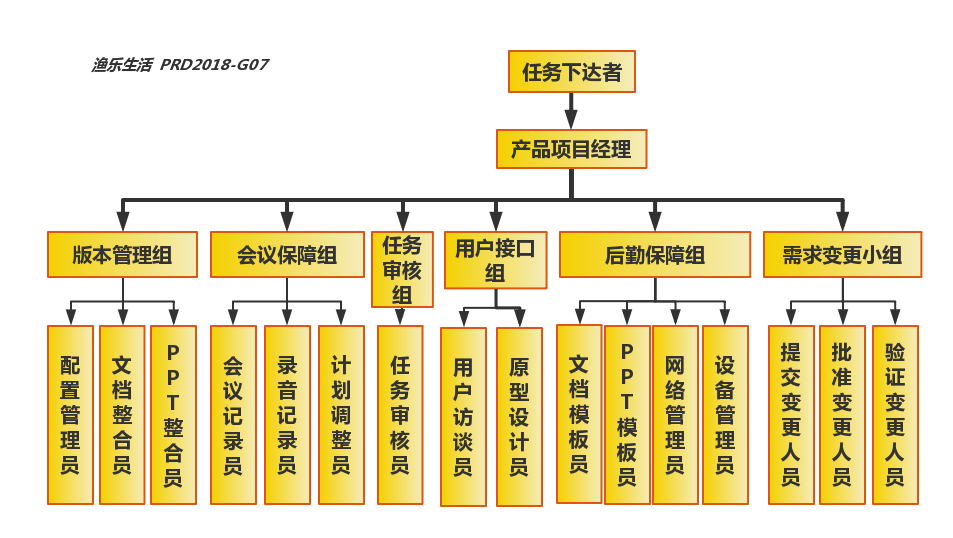 渔乐生活 PRD2018-G07
任务下达者
产品项目经理
版本管理组
会议保障组
任务
审核
组
用户接口
组
后勤保障组
需求变更小组
配置管理员
文档整合员
PPT整合员
会议记录员
录音记录员
计划调整员
任务审核员
用户访谈员
原型设计员
文档模板员
PPT模板员
网络管理员
设备管理员
提交变更人员
批准变更人员
验证变更人员